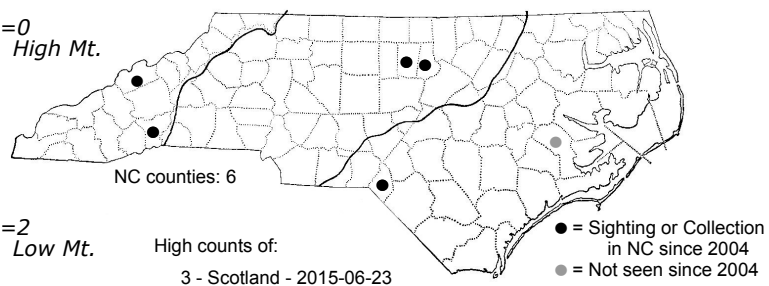 =0
High Mt.
NC counties: 6
=2
Low Mt.
High counts of:
3 - Scotland - 2015-06-23
● = Sighting or Collection
in NC since 2004
● = Not seen since 2004